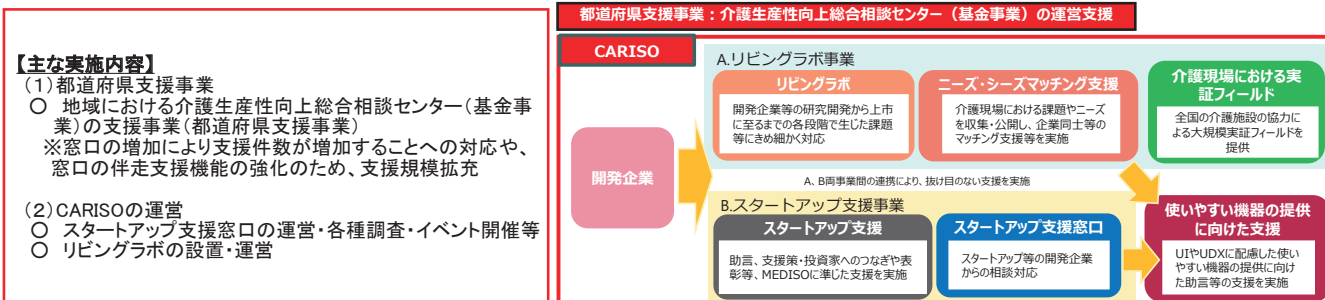 【主な実施内容】
（1）都道府県支援事業
○ 地域における介護生産性向上総合相談センター（基金事
業）の支援事業（都道府県支援事業）
※窓口の増加により支援件数が増加することへの対応や、
窓口の伴走支援機能の強化のため、支援規模拡充
（2）CARISOの運営
○ スタートアップ支援窓口の運営・各種調査・イベント開催等
○ リビングラボの設置・運営
都道府県支援事業：介護生産性向上総合相談センター（基金事業）の運営支援
CARISO
開発企業
A.リビングラボ事業
リビングラボ
開発企業等の研究開発から上市
に至るまでの各段階で生じた課題
等にきめ細かく対応
ニーズ・シーズマッチング支援
介護現場における課題やニーズ
を収集・公開し、企業同士等の
マッチング支援等を実施
介護現場における実
証フィールド
全国の介護施設の協力に
よる大規模実証フィールドを
提供
A、B両事業間の連携により、抜け目のない支援を実施
B.スタートアップ支援事業
スタートアップ支援
助言、支援策・投資家へのつなぎや表
彰等、MEDISOに準じた支援を実施
スタートアップ支援窓口
スタートアップ等の開発企業
からの相談対応
使いやすい機器の提供
に向けた支援
UIやUDXに配慮した使い
やすい機器の提供に向け
た助言等の支援を実施